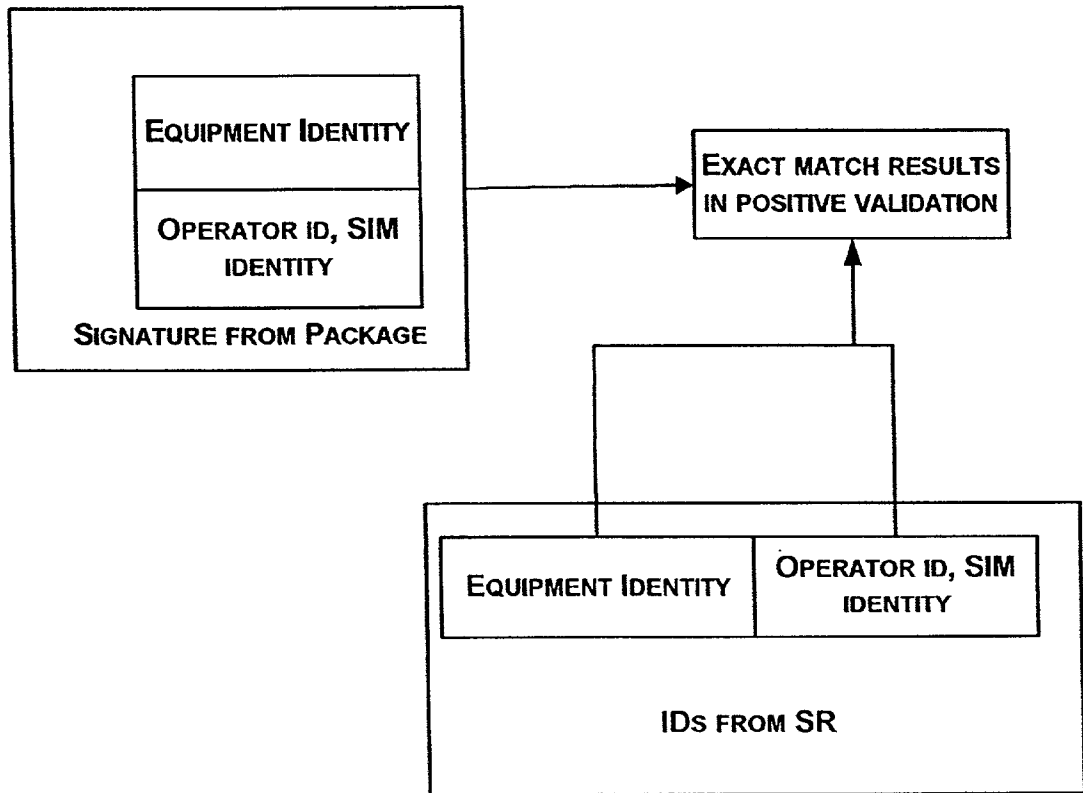 EQUIPMENT IDENTITY
OPERATOR ID, SIM
IDENTITY
SIGNATURE FROM PACKAGE
EXACT MATCH RESULTS
IN POSITIVE VALIDATION
EQUIPMENT IDENTITY
OPERATOR ID, SIM
IDENTITY
IDS FROM SR